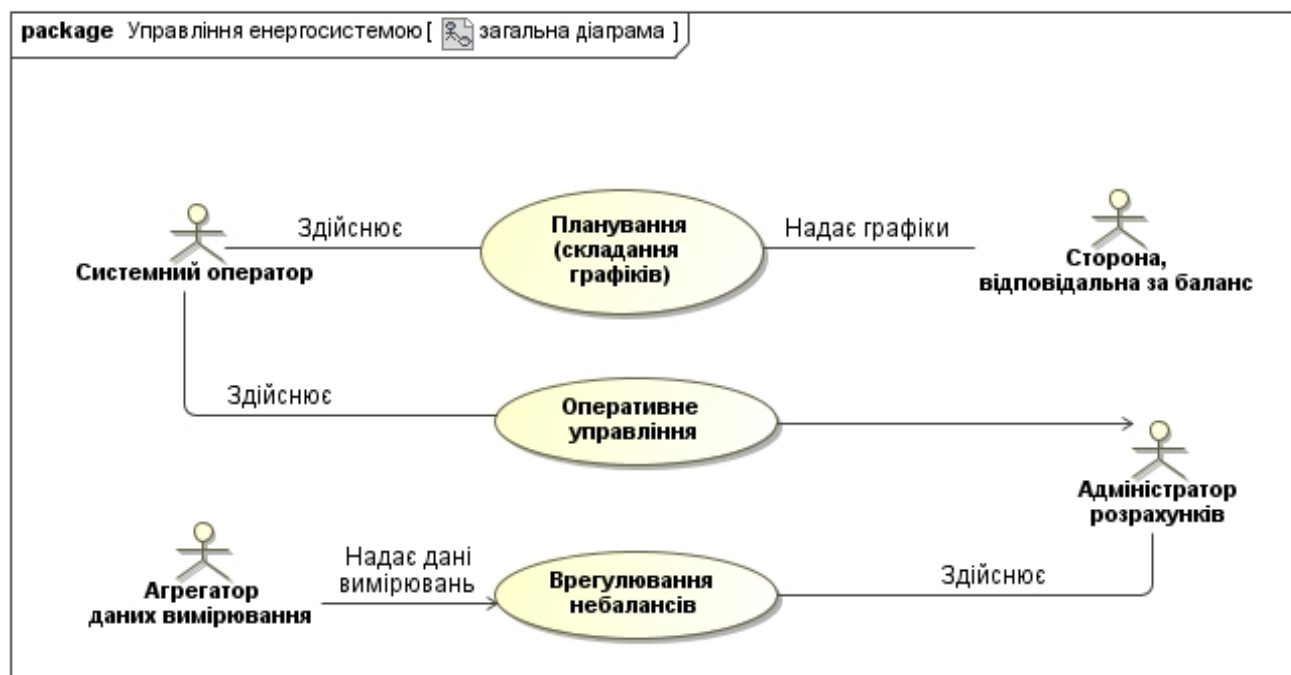 package Управління енергосистемою [ загальна діаграма ]
Здійснює
Планування
(складання
графіків)
Надає графіки
Системний оператор
Сторона,
відповідальна за баланс
Здійснює
Оперативне
управління
Адміністратор
розрахунків
Агрегатор
даних вимірювання
Надає дані
вимірювань
Врегулювання
небалансів
Здійснює